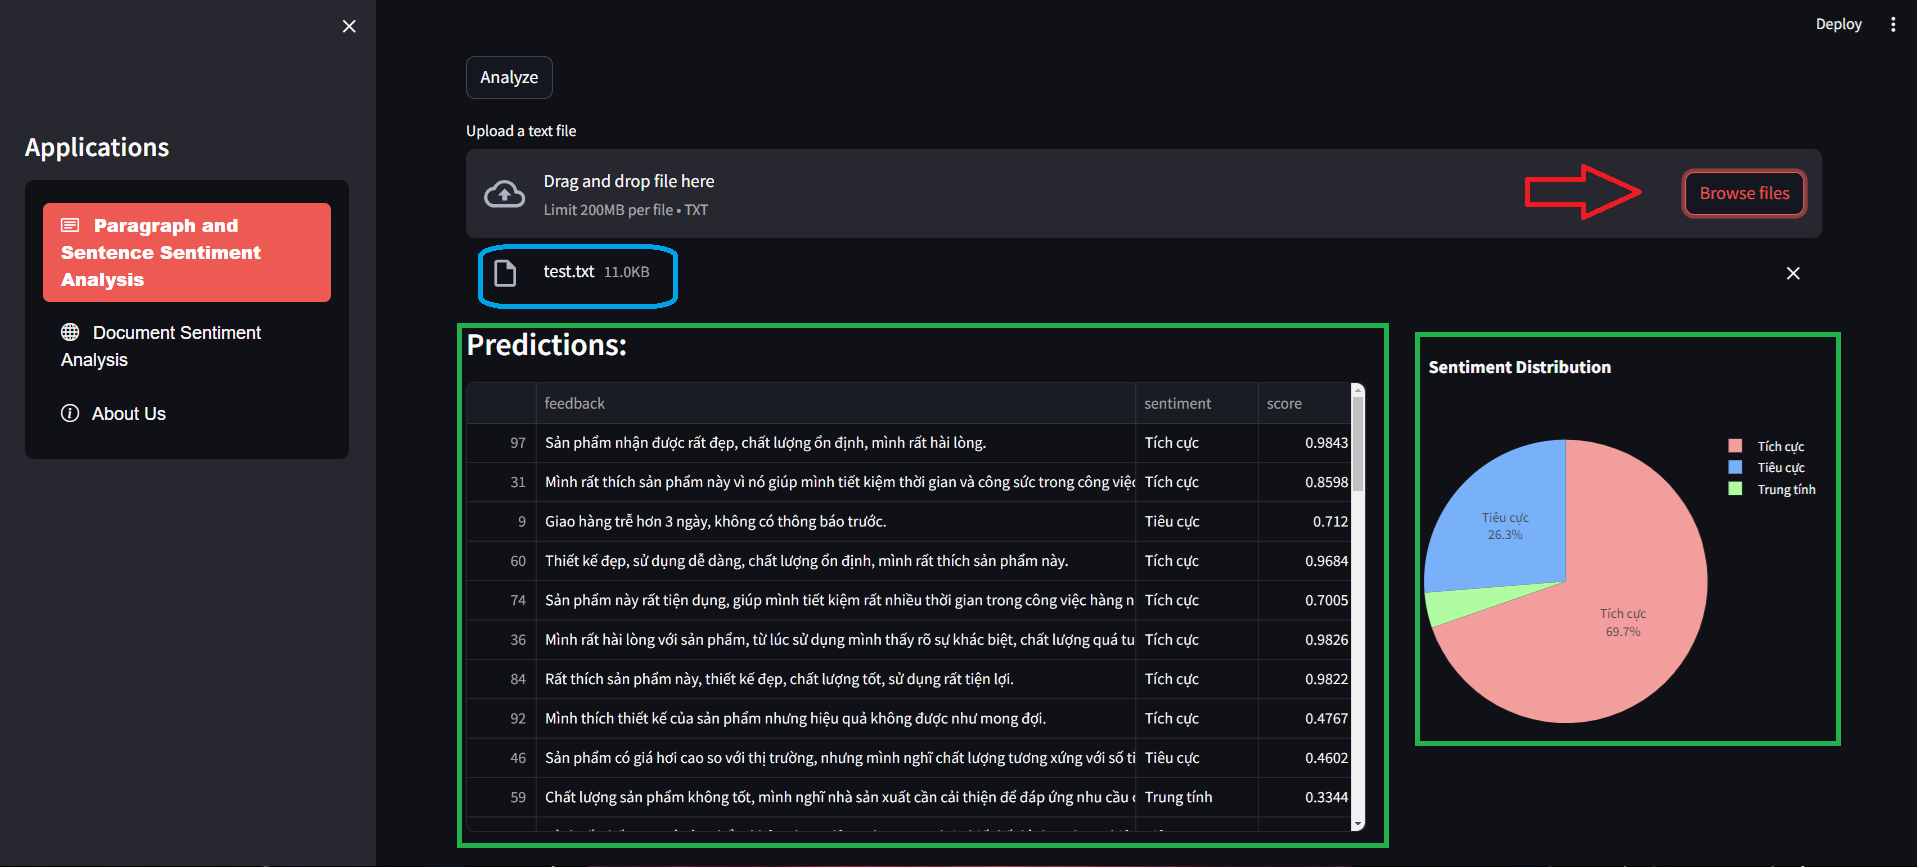 Deploy
Applications
Paragraph and
Sentence Sentiment
Analysis
Document Sentiment
Analysis
About Us
Analyze
Upload a text file
Drag and drop file here
Limit 200MB per file • TXT
Browse files
test.txt 11.0KB
Predictions:
feedback sentiment score
97 Sản phẩm nhận được rất đẹp, chất lượng ổn định, mình rất hài lòng. Tích cực 0.9843
31 Mình rất thích sản phẩm này vì nó giúp mình tiết kiệm thời gian và công sức trong công việc Tích cực 0.8598
9 Giao hàng trễ hơn 3 ngày, không có thông báo trước. Tiêu cực 0.712
60 Thiết kế đẹp, sử dụng dễ dàng, chất lượng ổn định, mình rất thích sản phẩm này. Tích cực 0.9684
74 Sản phẩm này rất tiện dụng, giúp mình tiết kiệm rất nhiều thời gian trong công việc hàng n Tích cực 0.7005
36 Mình rất hài lòng với sản phẩm, từ lúc sử dụng mình thấy rõ sự khác biệt, chất lượng quá tu Tích cực 0.9826
84 Rất thích sản phẩm này, thiết kế đẹp, chất lượng tốt, sử dụng rất tiện lợi. Tích cực 0.9822
92 Mình thích thiết kế của sản phẩm nhưng hiệu quả không được như mong đợi. Tích cực 0.4767
46 Sản phẩm có giá hơi cao so với thị trường, nhưng mình nghĩ chất lượng tương xứng với số ti Tiêu cực 0.4602
59 Chất lượng sản phẩm không tốt, mình nghĩ nhà sản xuất cần cải thiện để đáp ứng nhu cầu Trung tính 0.3344
Sentiment Distribution
Tích cực
Tiêu cực
Trung tính
Tiêu cực
26.3%
Tích cực
69.7%